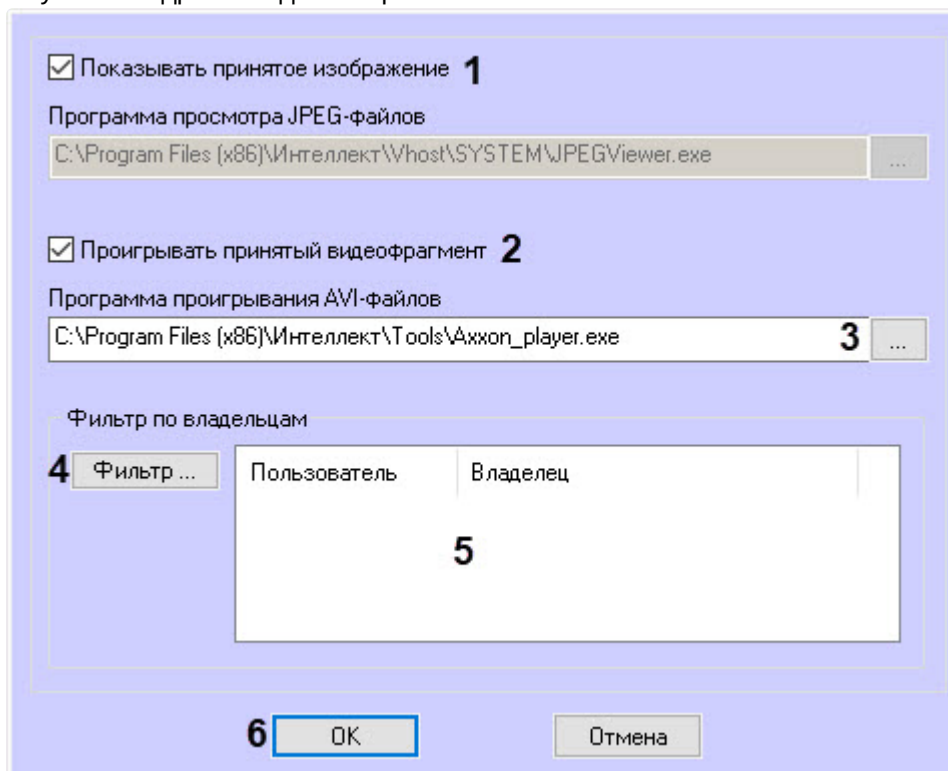 Показывать принятое изображение 1
Программа просмотра JPEG-файлов
C:\Program Files (x86)\Интеллект\Vhost\SYSTEM\JPEGViewer.exe ...
Проигрывать принятый видеофрагмент 2
Программа проигрывания AVI-файлов
C:\Program Files (x86)\Интеллект\Tools\Axxon_player.exe 3 ...
Фильтр по владельцам
4 Фильтр ... Пользователь Владелец
5
6 OK Отмена